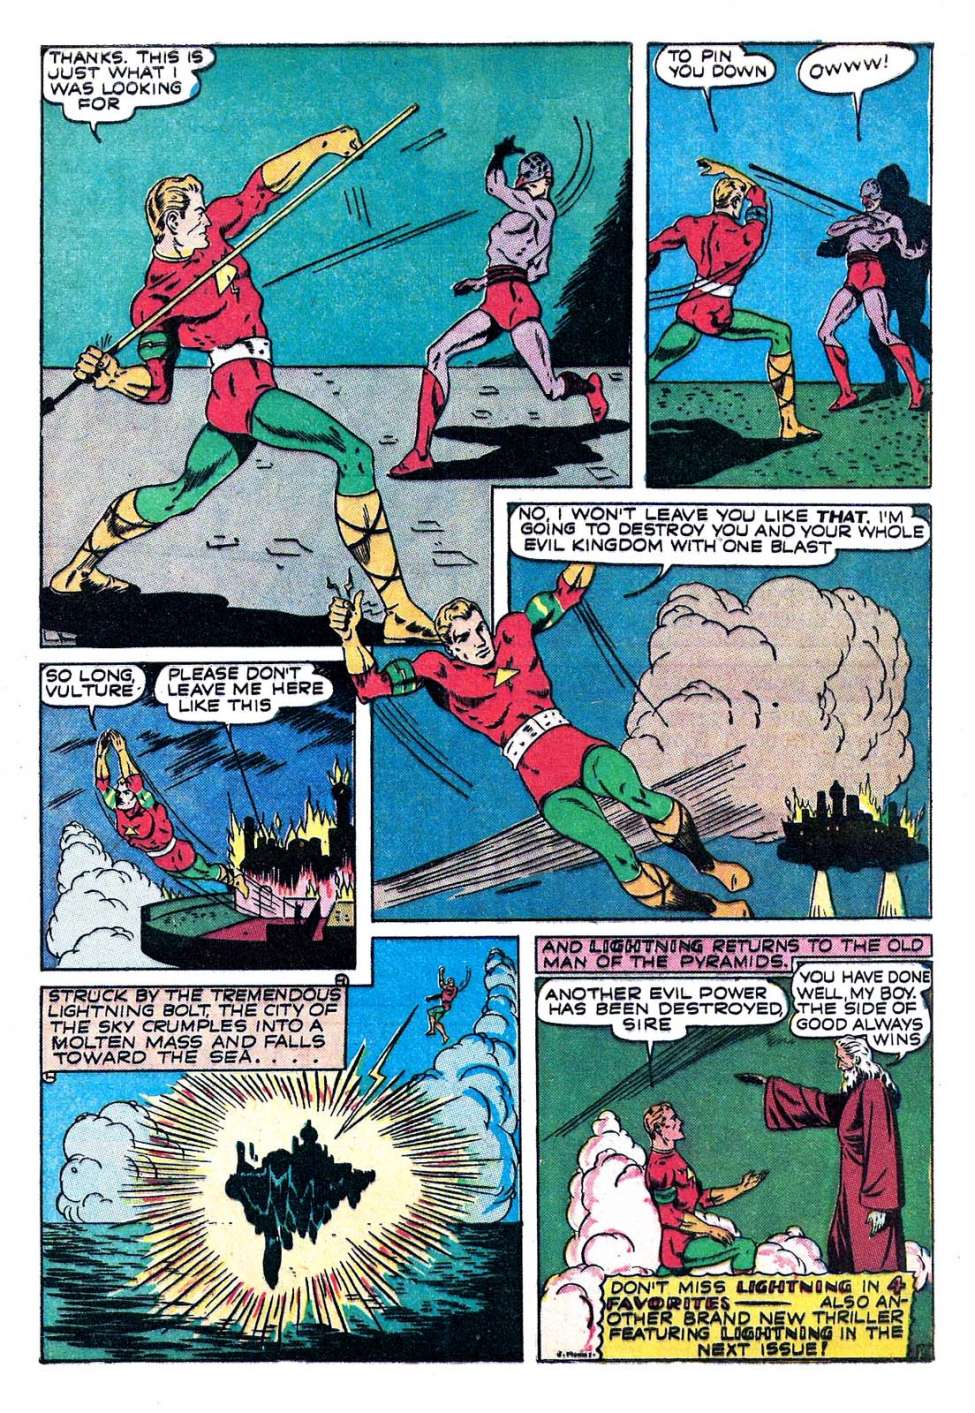 THANKS. THIS IS
JUST WHAT I
WAS LOOKING
FOR
TO PIN
YOU DOWN
OWWW!
NO, I WON'T LEAVE YOU LIKE THAT. I'M
GOING TO DESTROY YOU AND YOUR WHOLE
EVIL KINGDOM WITH ONE BLAST
SO LONG,
VULTURE-
PLEASE DON'T
LEAVE ME HERE
LIKE THIS
STRUCK BY THE TREMENDOUS
LIGHTNING BOLT, THE CITY OF
THE SKY CRUMPLES INTO A
MOLTEN MASS AND FALLS
TOWARD THE SEA. . . .
AND LIGHTNING RETURNS TO THE OLD
MAN OF THE PYRAMIDS.
ANOTHER EVIL POWER
HAS BEEN DESTROYED,
SIRE
YOU HAVE DONE
WELL, MY BOY.
THE SIDE OF
GOOD ALWAYS
WINS
DON'T MISS LIGHTNING IN 4
FAVORITES —— ALSO AN-
OTHER BRAND NEW THRILLER
FEATURING LIGHTNING IN THE
NEXT ISSUE!